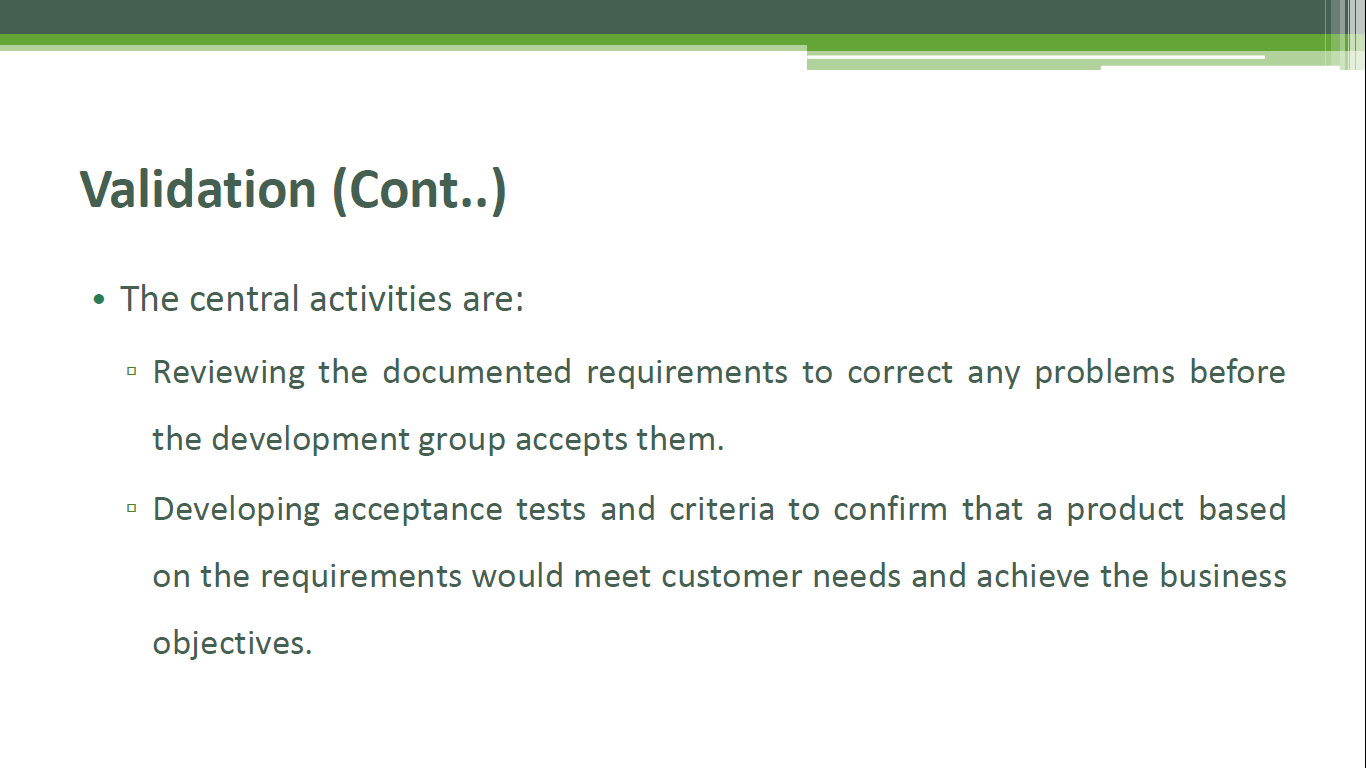 Validation (Cont..)
• The central activities are:
▫ Reviewing the documented requirements to correct any problems before
the development group accepts them.
▫ Developing acceptance tests and criteria to confirm that a product based
on the requirements would meet customer needs and achieve the business
objectives.